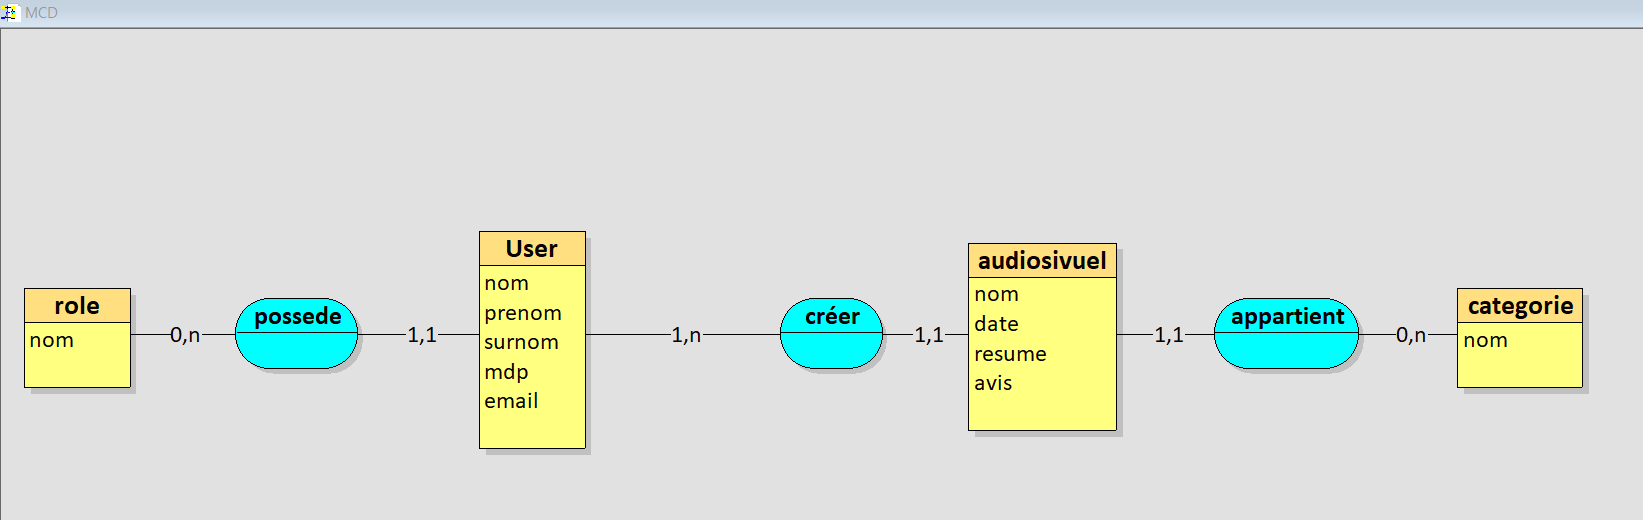 MCD
role
nom
0,n
possede
1,1
User
nom
prenom
surnom
mdp
email
1,n
créer
1,1
audiosivuel
nom
date
resume
avis
1,1
appartient
0,n
categorie
nom